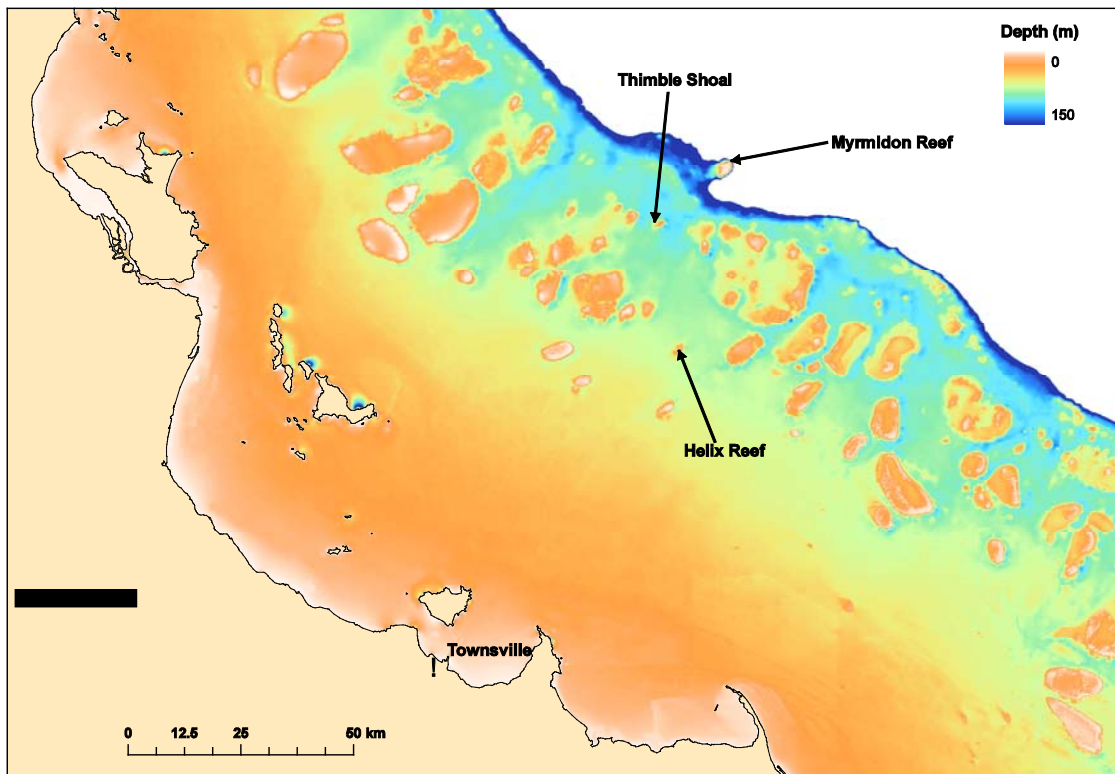 Depth (m)
0
150
Thimble Shoal
Myrmidon Reef
Helix Reef
Townsville
!
0 12.5 25 50 km